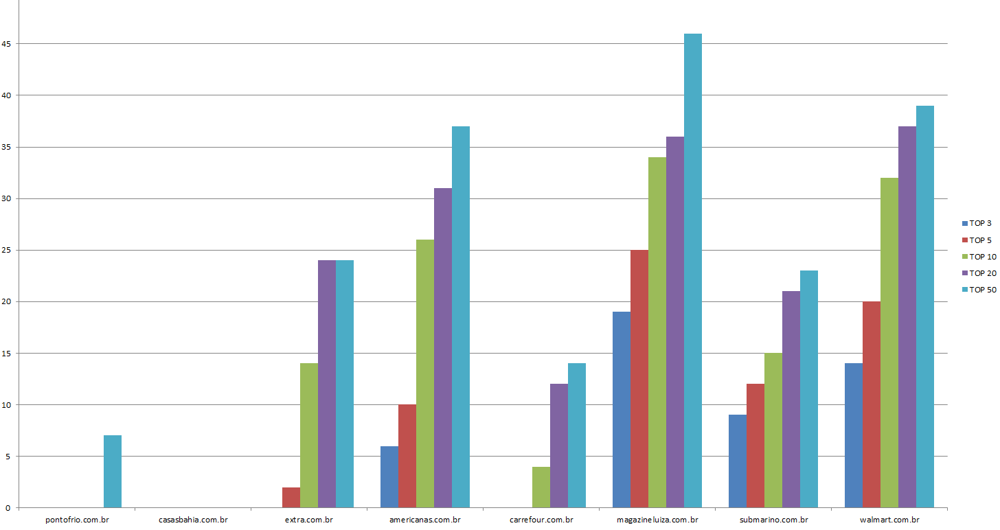 45
40
35
30
25
20
15
10
5
0
pontofrio.com.br casasbahia.com.br extra.com.br americanas.com.br carrefour.com.br magazineluiza.com.br submarino.com.br walmart.com.br
TOP 3
TOP 5
TOP 10
TOP 20
TOP 50